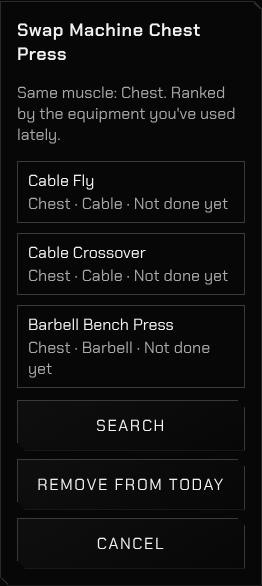 Swap Machine Chest
Press
Same muscle: Chest. Ranked
by the equipment you've used
lately.
Cable Fly
Chest · Cable · Not done yet
Cable Crossover
Chest · Cable · Not done yet
Barbell Bench Press
Chest · Barbell · Not done
yet
SEARCH
REMOVE FROM TODAY
CANCEL